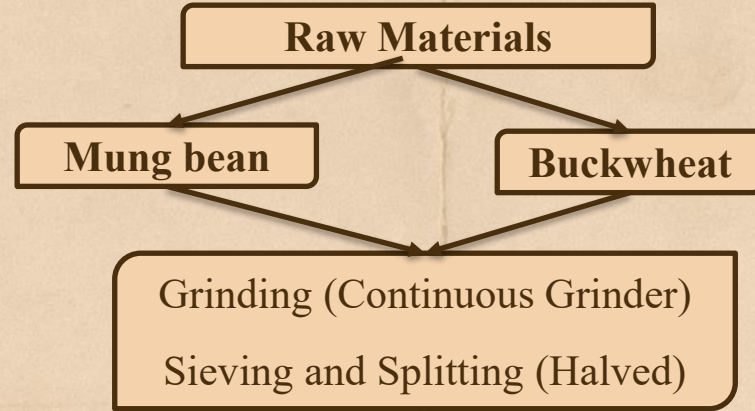 Raw Materials
Mung bean
Buckwheat
Grinding (Continuous Grinder)
Sieving and Splitting (Halved)